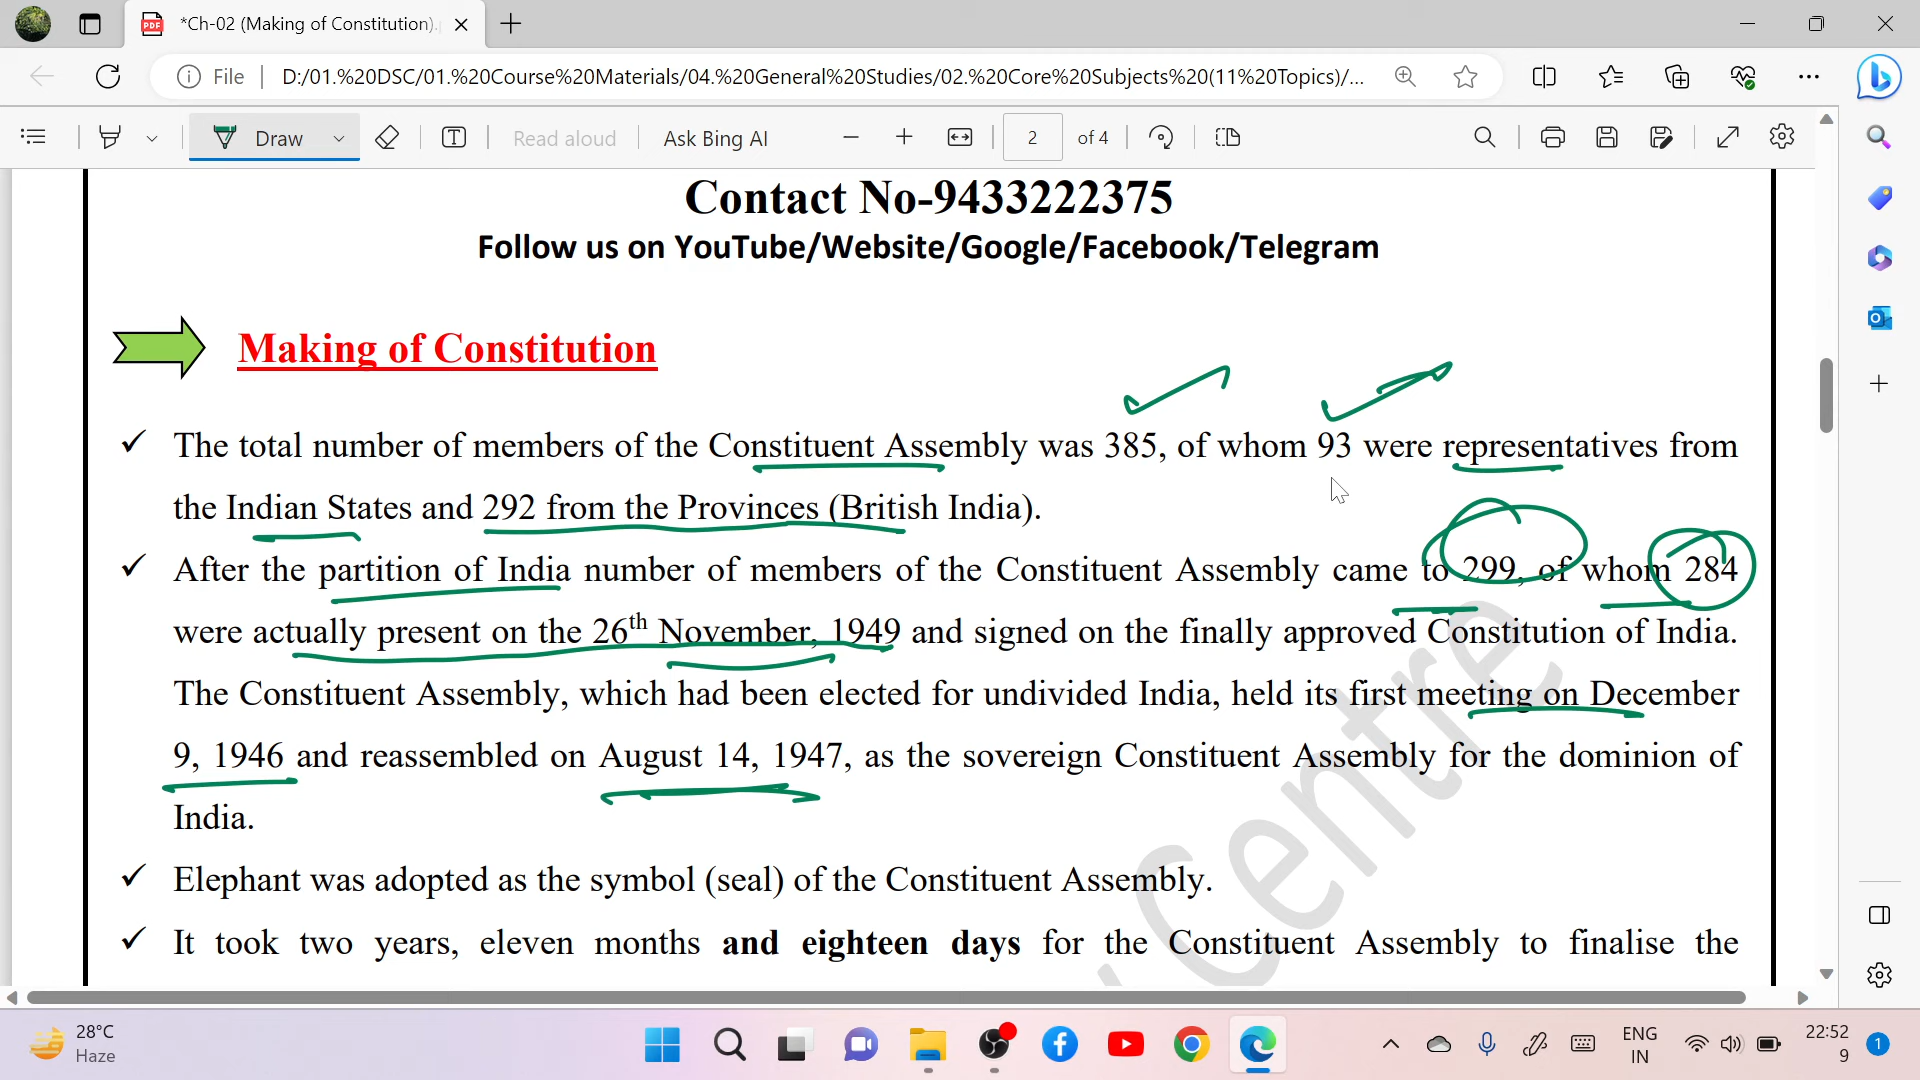 *Ch-02 (Making of Constitution).
File D:/01.%20DSC/01.%20Course%20Materials/04.%20General%20Studies/02.%20Core%20Subjects%20(11%20Topics)/...
Draw Read aloud Ask Bing AI 2 of 4
Contact No-9433222375
Follow us on YouTube/Website/Google/Facebook/Telegram
Making of Constitution
The total number of members of the Constituent Assembly was 385, of whom 93 were representatives from
the Indian States and 292 from the Provinces (British India).
After the partition of India number of members of the Constituent Assembly came to 299, of whom 284
were actually present on the 26th November, 1949 and signed on the finally approved Constitution of India.
The Constituent Assembly, which had been elected for undivided India, held its first meeting on December
9, 1946 and reassembled on August 14, 1947, as the sovereign Constituent Assembly for the dominion of
India.
Elephant was adopted as the symbol (seal) of the Constituent Assembly.
It took two years, eleven months and eighteen days for the Constituent Assembly to finalise the
Centre
28°C
Haze
ENG
IN
22:52
9
1